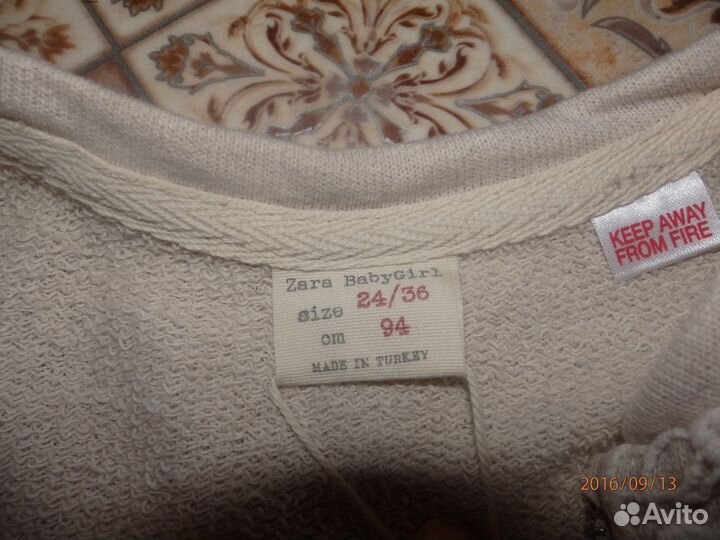 KEEP AWAY
FROM FIRE
Zara BabyGirl
size 24/36
cm 94
MADE IN TURKEY
2016/09/13
Avito